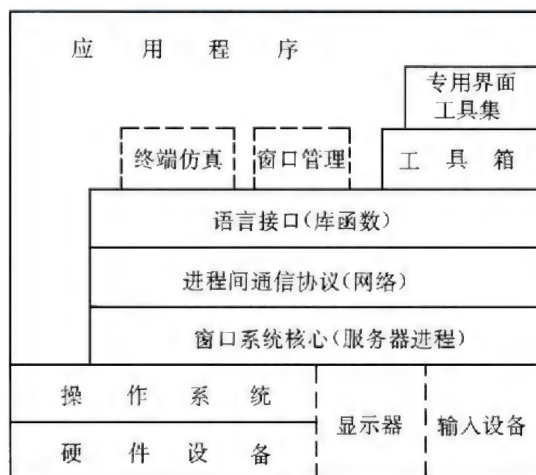 应用程序
专用界面
工具集
终端仿真 窗口管理 工具箱
语言接口(库函数)
进程间通信协议(网络)
窗口系统核心(服务器进程)
操作系统
显示器 输入设备
硬件设备